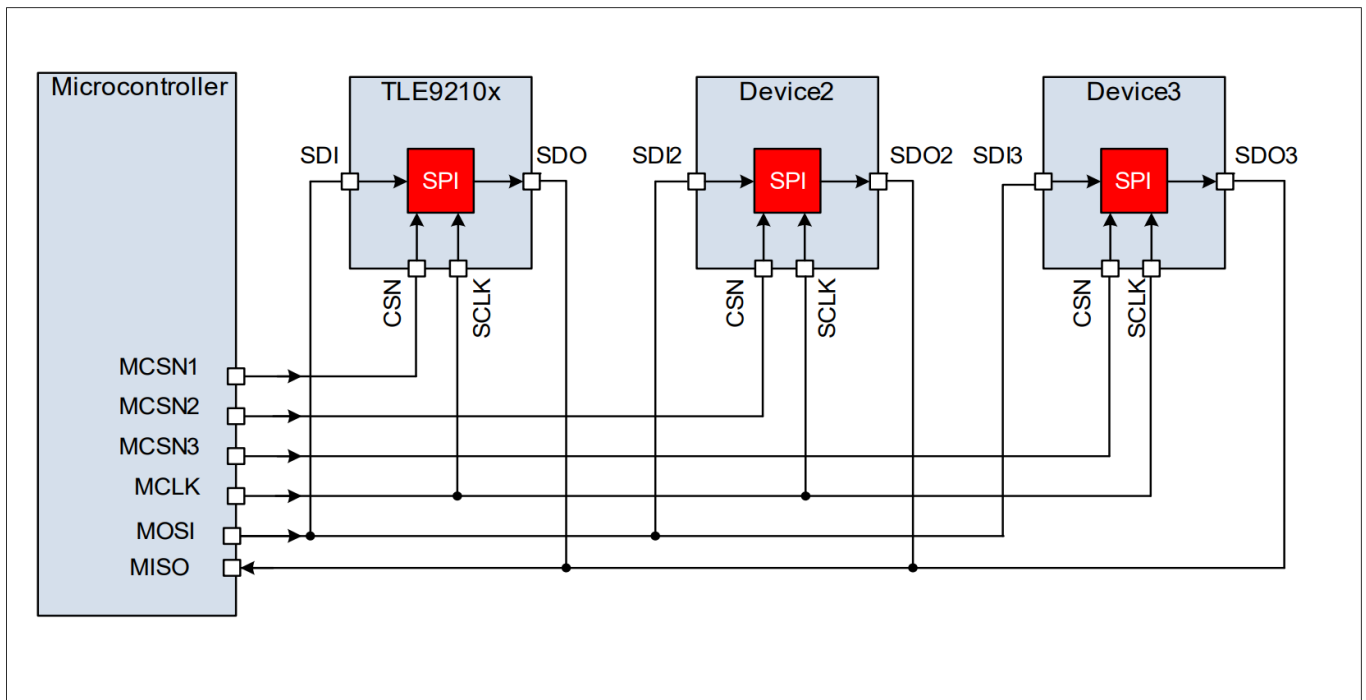 Microcontroller
TLE9210x
Device2
Device3
SDI
SPI
SDO
SDI2
SPI
SDO2
SDI3
SPI
SDO3
CSN
SCLK
CSN
SCLK
CSN
SCLK
MCSN1
MCSN2
MCSN3
MCLK
MOSI
MISO